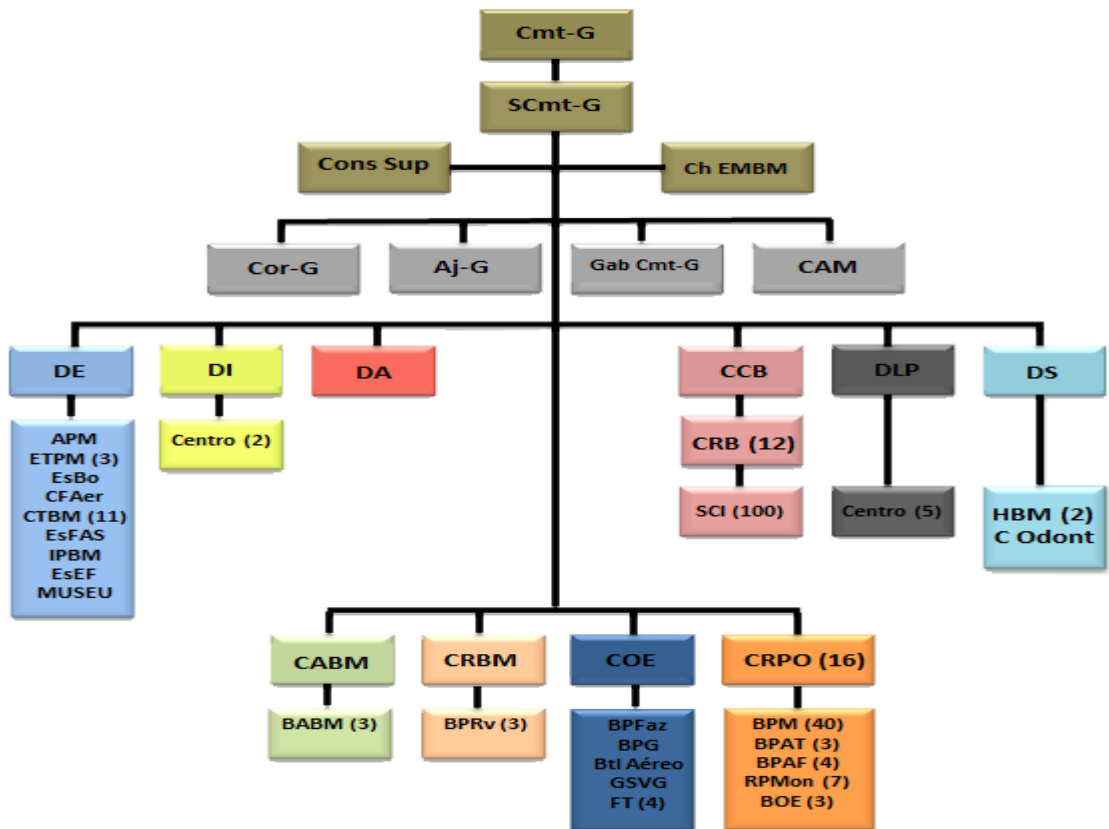 Cmt-G
SCmt-G
Cons Sup
Ch EMBM
Cor-G
Aj-G
Gab Cmt-G
CAM
DE
DI
DA
CCB
DLP
DS
APM
ETPM (3)
EsBo
CFAer
CTBM (11)
EsFAS
IPBM
EsEF
MUSEU
Centro (2)
CRB (12)
SCI (100)
Centro (5)
HBM (2)
C Odont
CABM
CRBM
COE
CRPO (16)
BABM (3)
BPRv (3)
BPFaz
BPG
Btl Aéreo
GSVG
FT (4)
BPM (40)
BPAT (3)
BPAF (4)
RPMon (7)
BOE (3)